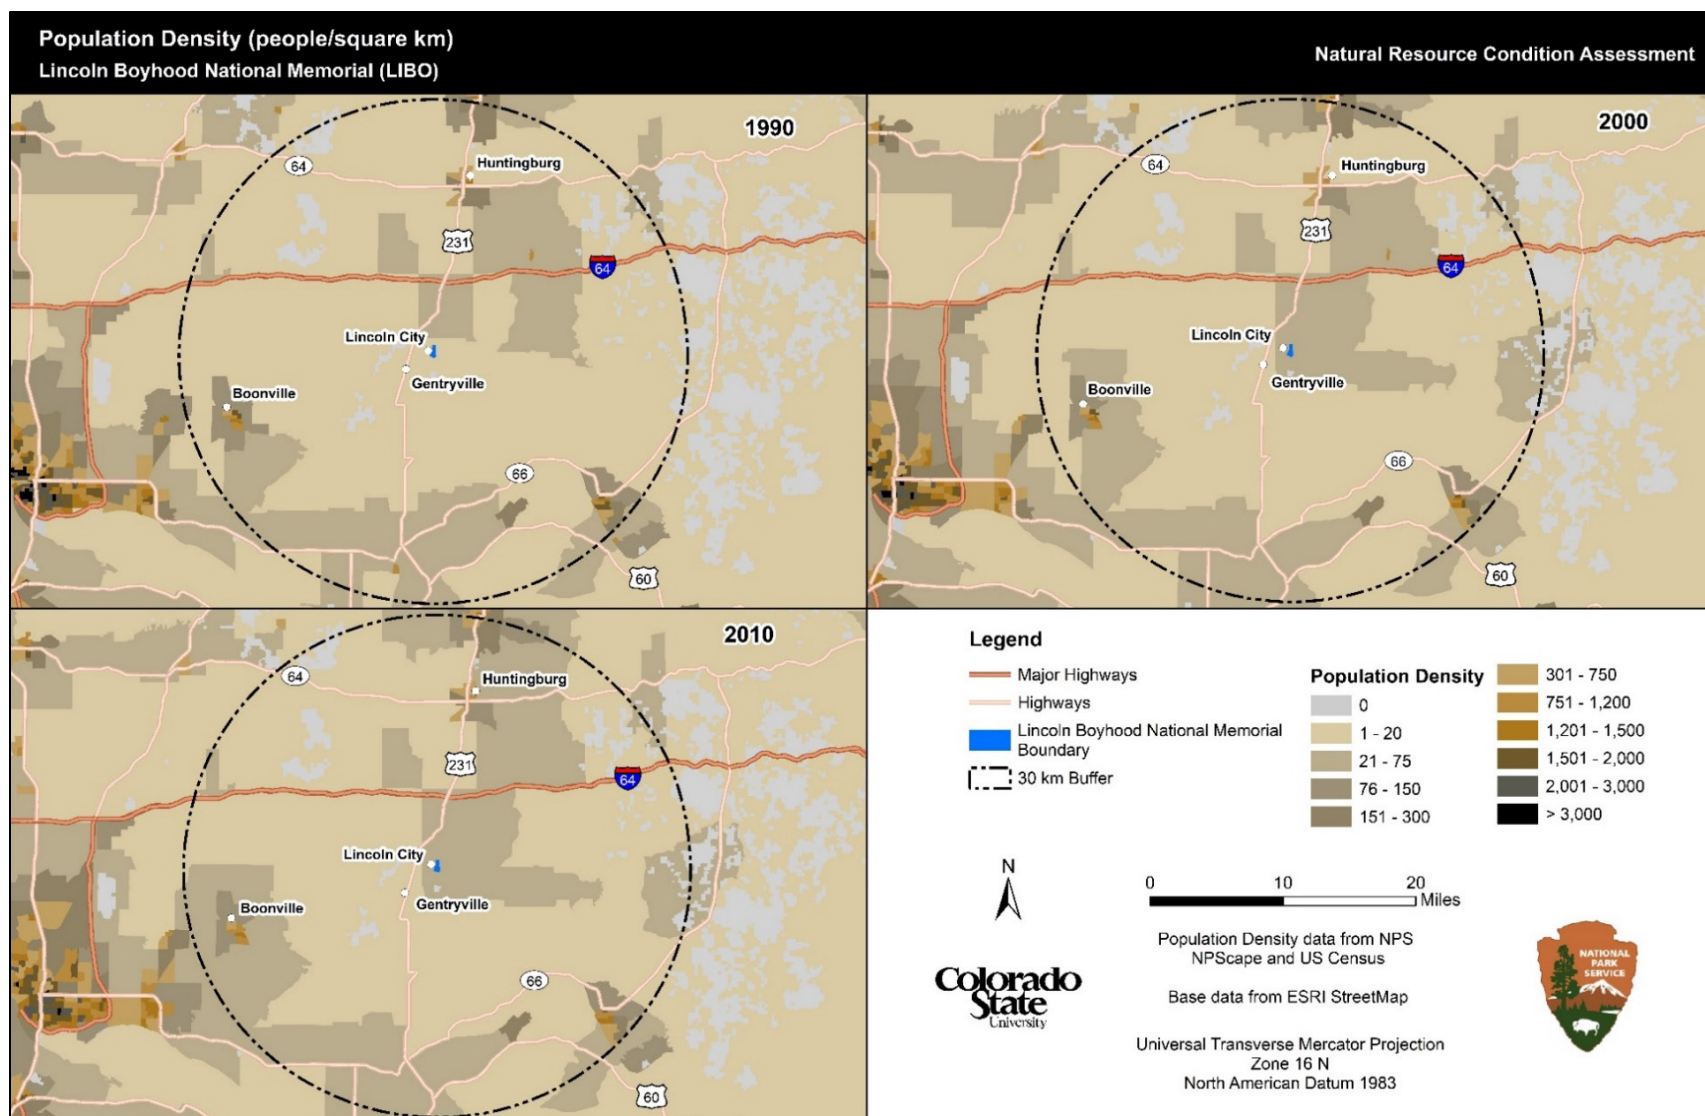 Population Density (people/square km)
Lincoln Boyhood National Memorial (LIBO)
Natural Resource Condition Assessment
1990
64
Huntingburg
231
64
Lincoln City
Gentryville
Boonville
66
60
2000
64
Huntingburg
231
64
Lincoln City
Gentryville
Boonville
66
60
2010
64
Huntingburg
231
64
Lincoln City
Gentryville
Boonville
66
60
Legend
Major Highways
Highways
Lincoln Boyhood National Memorial
Boundary
30 km Buffer
Population Density
0
1 - 20
21 - 75
76 - 150
151 - 300
301 - 750
751 - 1,200
1,201 - 1,500
1,501 - 2,000
2,001 - 3,000
> 3,000
N
0 10 20
Miles
Population Density data from NPS
NPScape and US Census
Base data from ESRI StreetMap
Universal Transverse Mercator Projection
Zone 16 N
North American Datum 1983
Colorado
State
University
NATIONAL
PARK
SERVICE